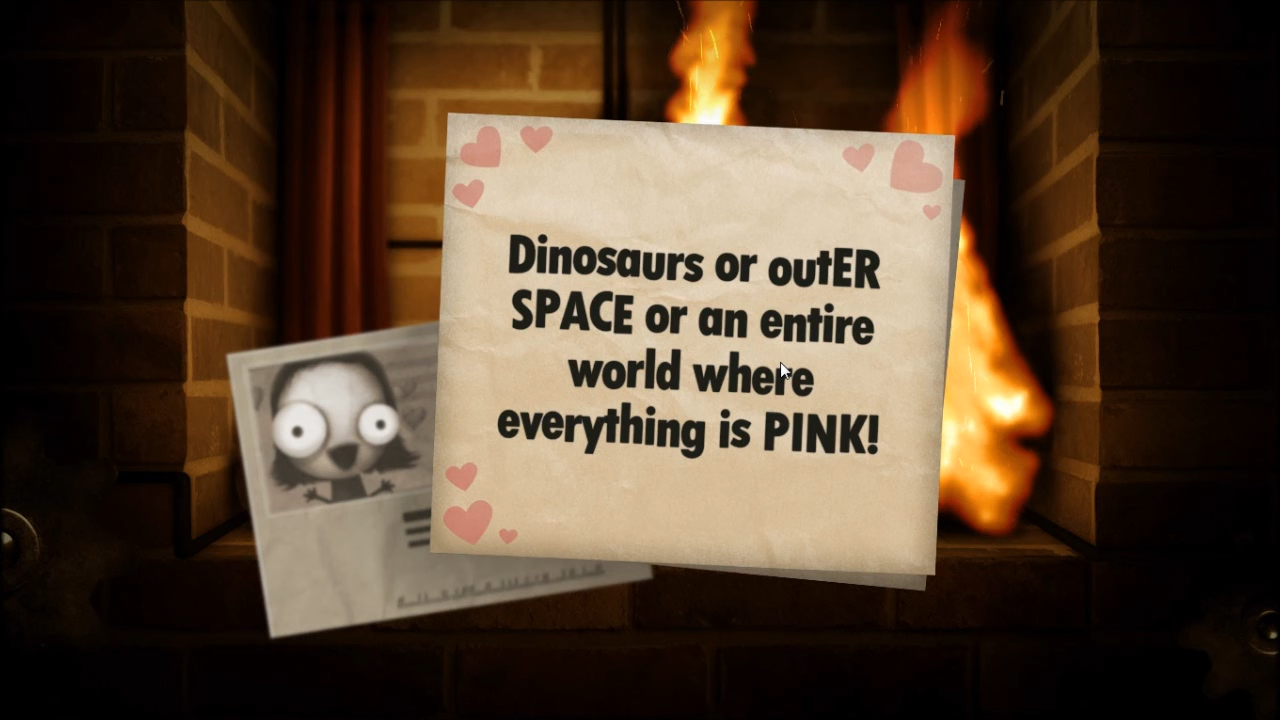 Dinosaurs or outER
SPACE or an entire
world where
everything is PINK!